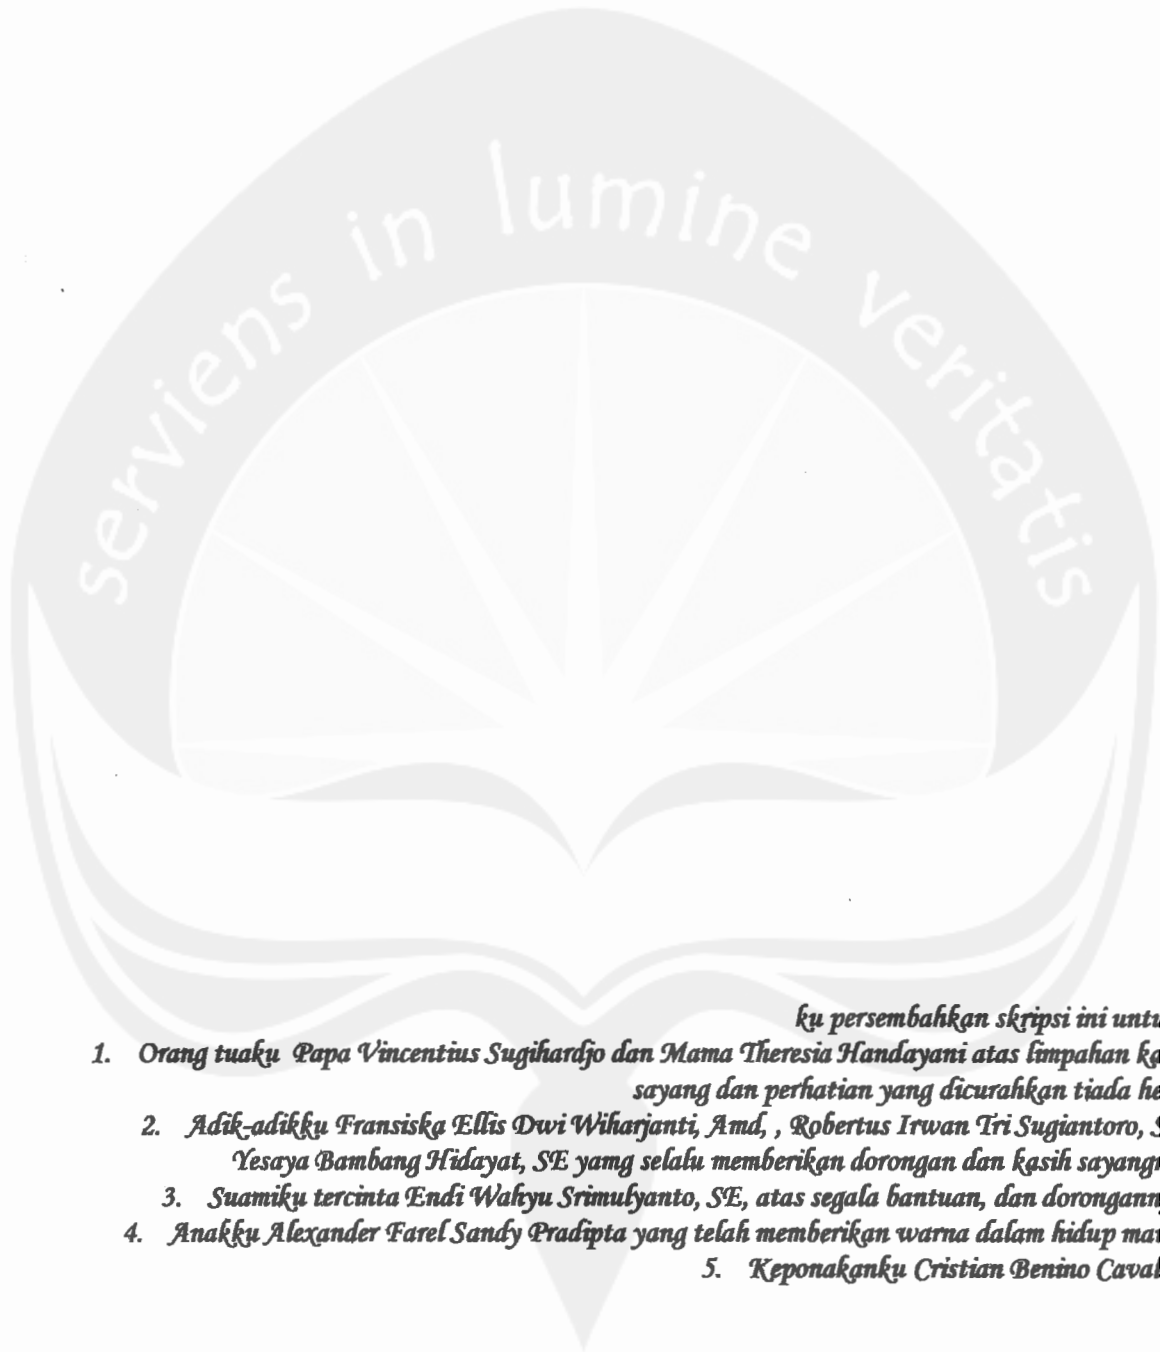 serviens in lumine veritatis
ku persembahkan skripsi ini untu
1. Orang tuaku Papa Vincentius Sugihardjo dan Mama Theresia Handayani atas limpahan ka
sayang dan perhatian yang dicurahkan tiada he
2. Adik-adikku Fransiska Ellis Dwi Wiharjanti, Amd, , Robertus Irwan Tri Sugiantoro, S
Yesaya Bambang Hidayat, SE yamg selalu memberikan dorongan dan kasih sayang
3. Suamiku tercinta Endi Wahyu Srimulyanto, SE, atas segala bantuan, dan dorongann
4. Anakku Alexander Farel Sandy Pradipta yang telah memberikan warna dalam hidup ma
5. Keponakanku Cristian Benino Caval